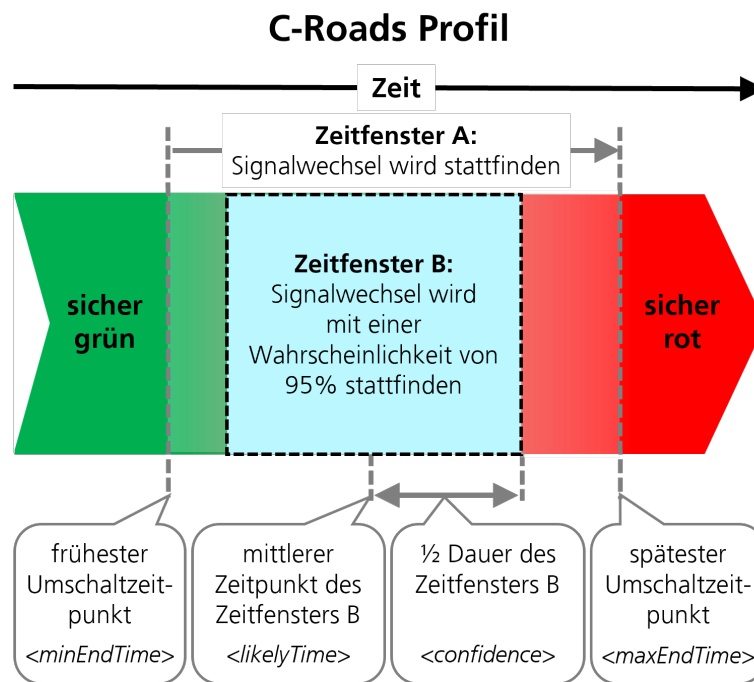 C-Roads Profil
Zeit
Zeitfenster A:
Signalwechsel wird stattfinden
sicher
grün
Zeitfenster B:
Signalwechsel wird
mit einer
Wahrscheinlichkeit von
95% stattfinden
sicher
rot
frühester
Umschaltzeit-
punkt
<minEndTime>
mittlerer
Zeitpunkt des
Zeitfensters B
<likelyTime>
½ Dauer des
Zeitfensters B
<confidence>
spätester
Umschaltzeit-
punkt
<maxEndTime>